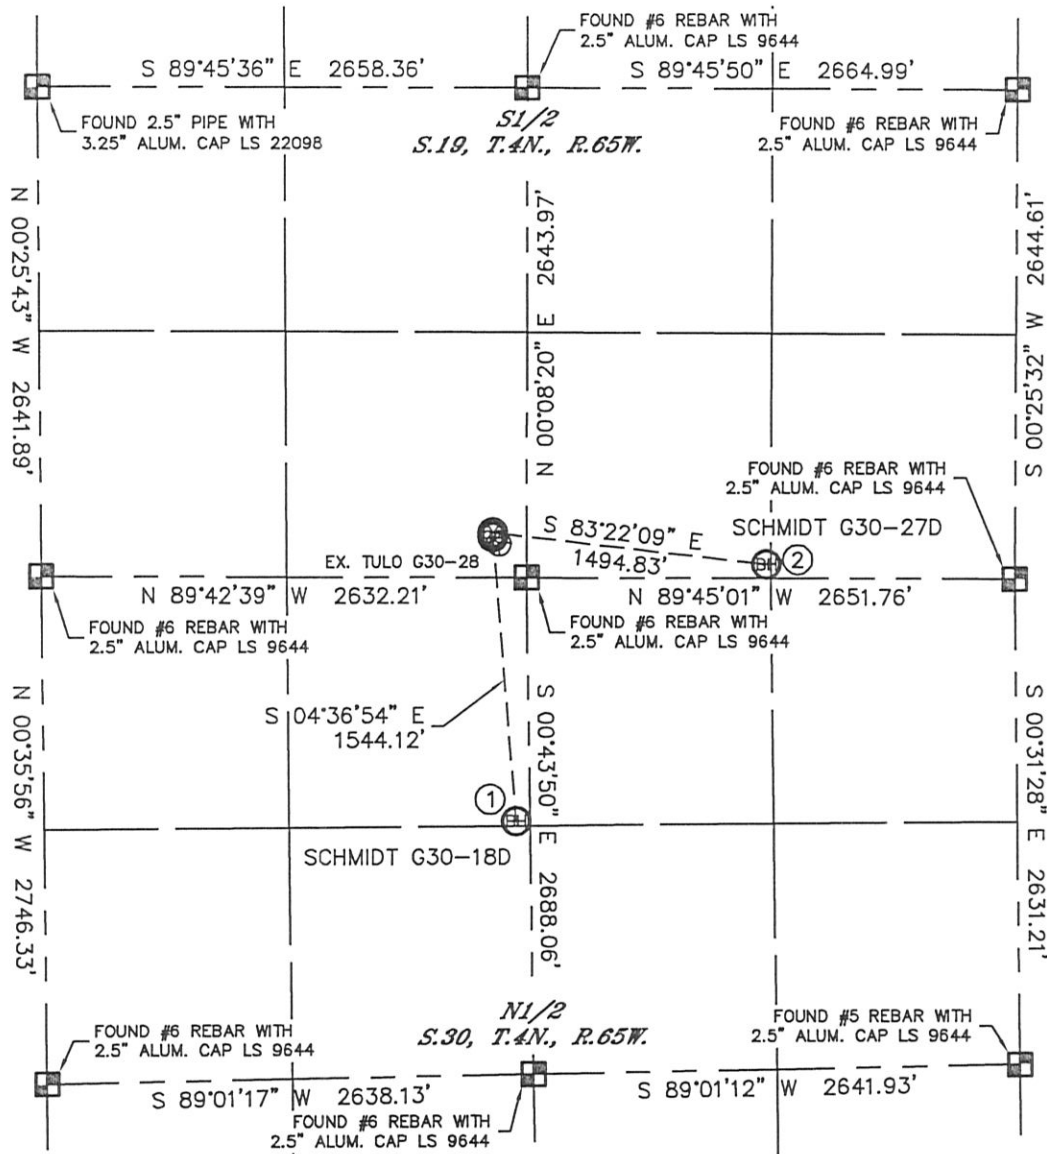 FOUND #6 REBAR WITH
2.5" ALUM. CAP LS 9644
S 89°45'36" E 2658.36'
S 89°45'50" E 2664.99'
FOUND 2.5" PIPE WITH
3.25" ALUM. CAP LS 22098
S1/2
S.19, T.4N., R.65W.
FOUND #6 REBAR WITH
2.5" ALUM. CAP LS 9644
N 00°25'43" W 2641.89'
N 00°08'20" E 2643.97'
S 00°25'32" W 2644.61'
FOUND #6 REBAR WITH
2.5" ALUM. CAP LS 9644
S 83°22'09" E
1494.83'
SCHMIDT G30-27D
2
EX. TULO G30-28
N 89°42'39" W 2632.21'
N 89°45'01" W 2651.76'
FOUND #6 REBAR WITH
2.5" ALUM. CAP LS 9644
FOUND #6 REBAR WITH
2.5" ALUM. CAP LS 9644
S 04°36'54" E
1544.12'
N 00°35'56" W 2746.33'
S 00°43'50" E 2688.06'
S 00°31'28" E 2631.21'
1
SCHMIDT G30-18D
N1/2
S.30, T.4N., R.65W.
FOUND #6 REBAR WITH
2.5" ALUM. CAP LS 9644
FOUND #5 REBAR WITH
2.5" ALUM. CAP LS 9644
S 89°01'17" W 2638.13'
S 89°01'12" W 2641.93'
FOUND #6 REBAR WITH
2.5" ALUM. CAP LS 9644